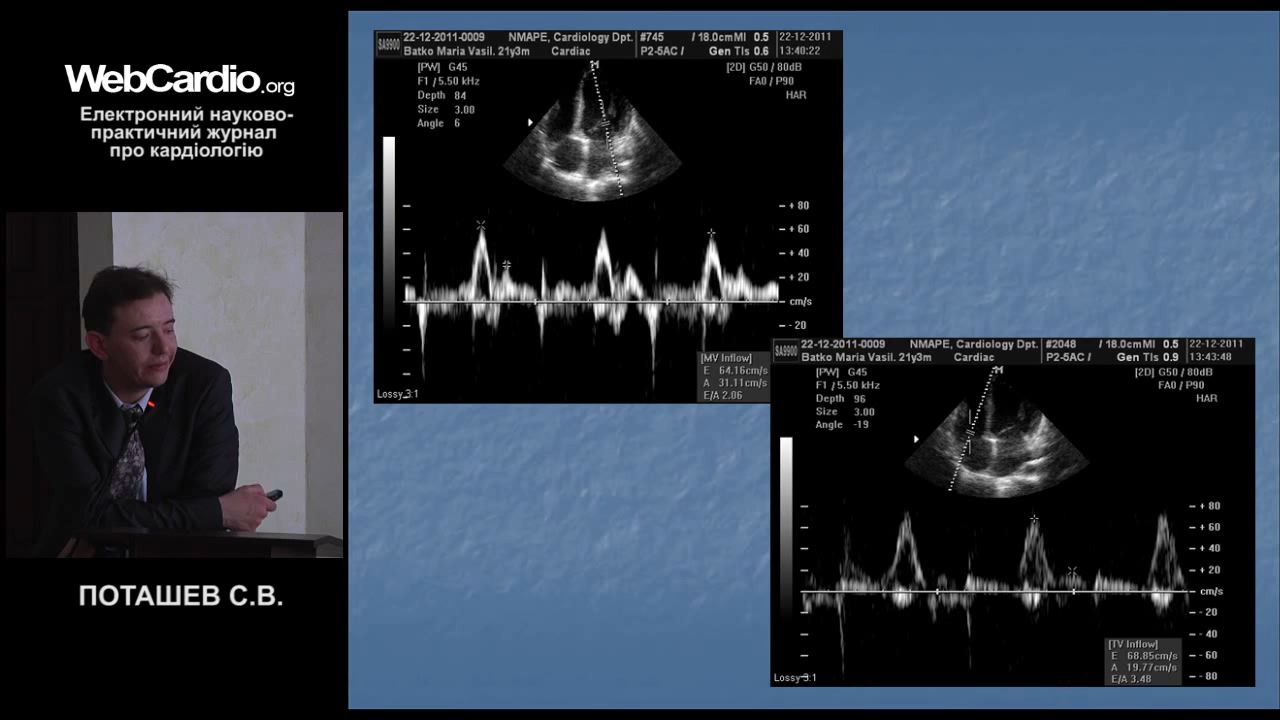 WebCardio.org
Електронний науково-
практичний журнал
про кардіологію
ПОТАШЕВ С.В.
SA9900
22-12-2011-0009 NMAPE, Cardiology Dpt. #745 / 18.0cm MI 0.5 22-12-2011
Batko Maria Vasil. 21y3m Cardiac P2-5AC / Gen TIs 0.6 13:40:22
[PW] G45
F1 / 5.50 kHz
Depth 84
Size 3.00
Angle 6
M
[2D] G50 / 80dB
FA0 / P90
HAR
+ 80
+ 60
+ 40
+ 20
cm/s
- 20
[MV Inflow]
E 64.16cm/s
A 31.11cm/s
E/A 2.06
Lossy 3:1
SA9900
22-12-2011-0009 NMAPE, Cardiology Dpt. #2048 / 18.0cm MI 0.5 22-12-2011
Batko Maria Vasil. 21y3m Cardiac P2-5AC / Gen TIs 0.9 13:43:48
[PW] G45
F1 / 5.50 kHz
Depth 96
Size 3.00
Angle -19
M
[2D] G50 / 80dB
FA0 / P90
HAR
+ 80
+ 60
+ 40
+ 20
cm/s
- 20
- 40
- 60
- 80
[TV Inflow]
E 68.85cm/s
A 19.77cm/s
E/A 3.48
Lossy 3:1